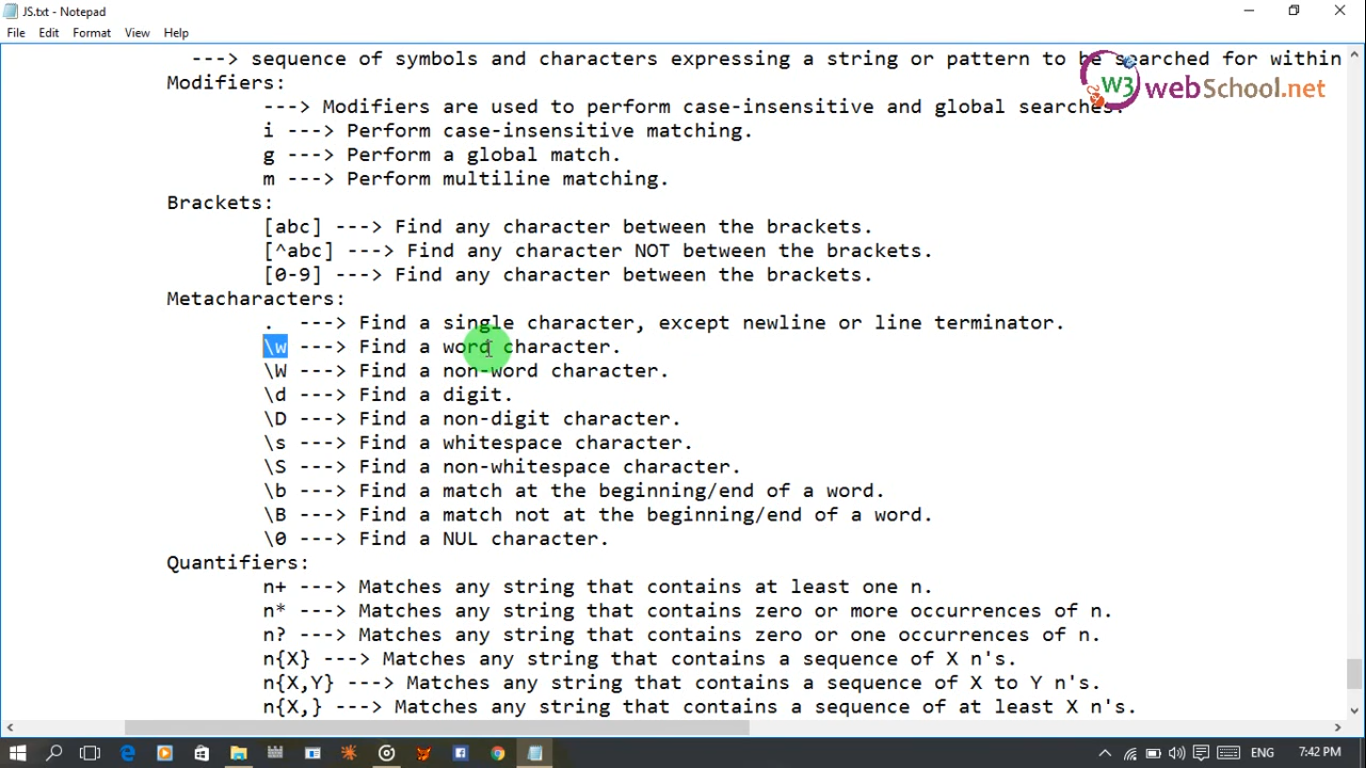 JS.txt - Notepad
File Edit Format View Help
---> sequence of symbols and characters expressing a string or pattern to be searched for within
W3 webSchool.net
Modifiers:
---> Modifiers are used to perform case-insensitive and global searches.
i ---> Perform case-insensitive matching.
g ---> Perform a global match.
m ---> Perform multiline matching.
Brackets:
[abc] ---> Find any character between the brackets.
[^abc] ---> Find any character NOT between the brackets.
[0-9] ---> Find any character between the brackets.
Metacharacters:
. ---> Find a single character, except newline or line terminator.
\w ---> Find a word character.
\W ---> Find a non-word character.
\d ---> Find a digit.
\D ---> Find a non-digit character.
\s ---> Find a whitespace character.
\S ---> Find a non-whitespace character.
\b ---> Find a match at the beginning/end of a word.
\B ---> Find a match not at the beginning/end of a word.
\0 ---> Find a NUL character.
Quantifiers:
n+ ---> Matches any string that contains at least one n.
n* ---> Matches any string that contains zero or more occurrences of n.
n? ---> Matches any string that contains zero or one occurrences of n.
n{X} ---> Matches any string that contains a sequence of X n's.
n{X,Y} ---> Matches any string that contains a sequence of X to Y n's.
n{X,} ---> Matches any string that contains a sequence of at least X n's.
ENG 7:42 PM